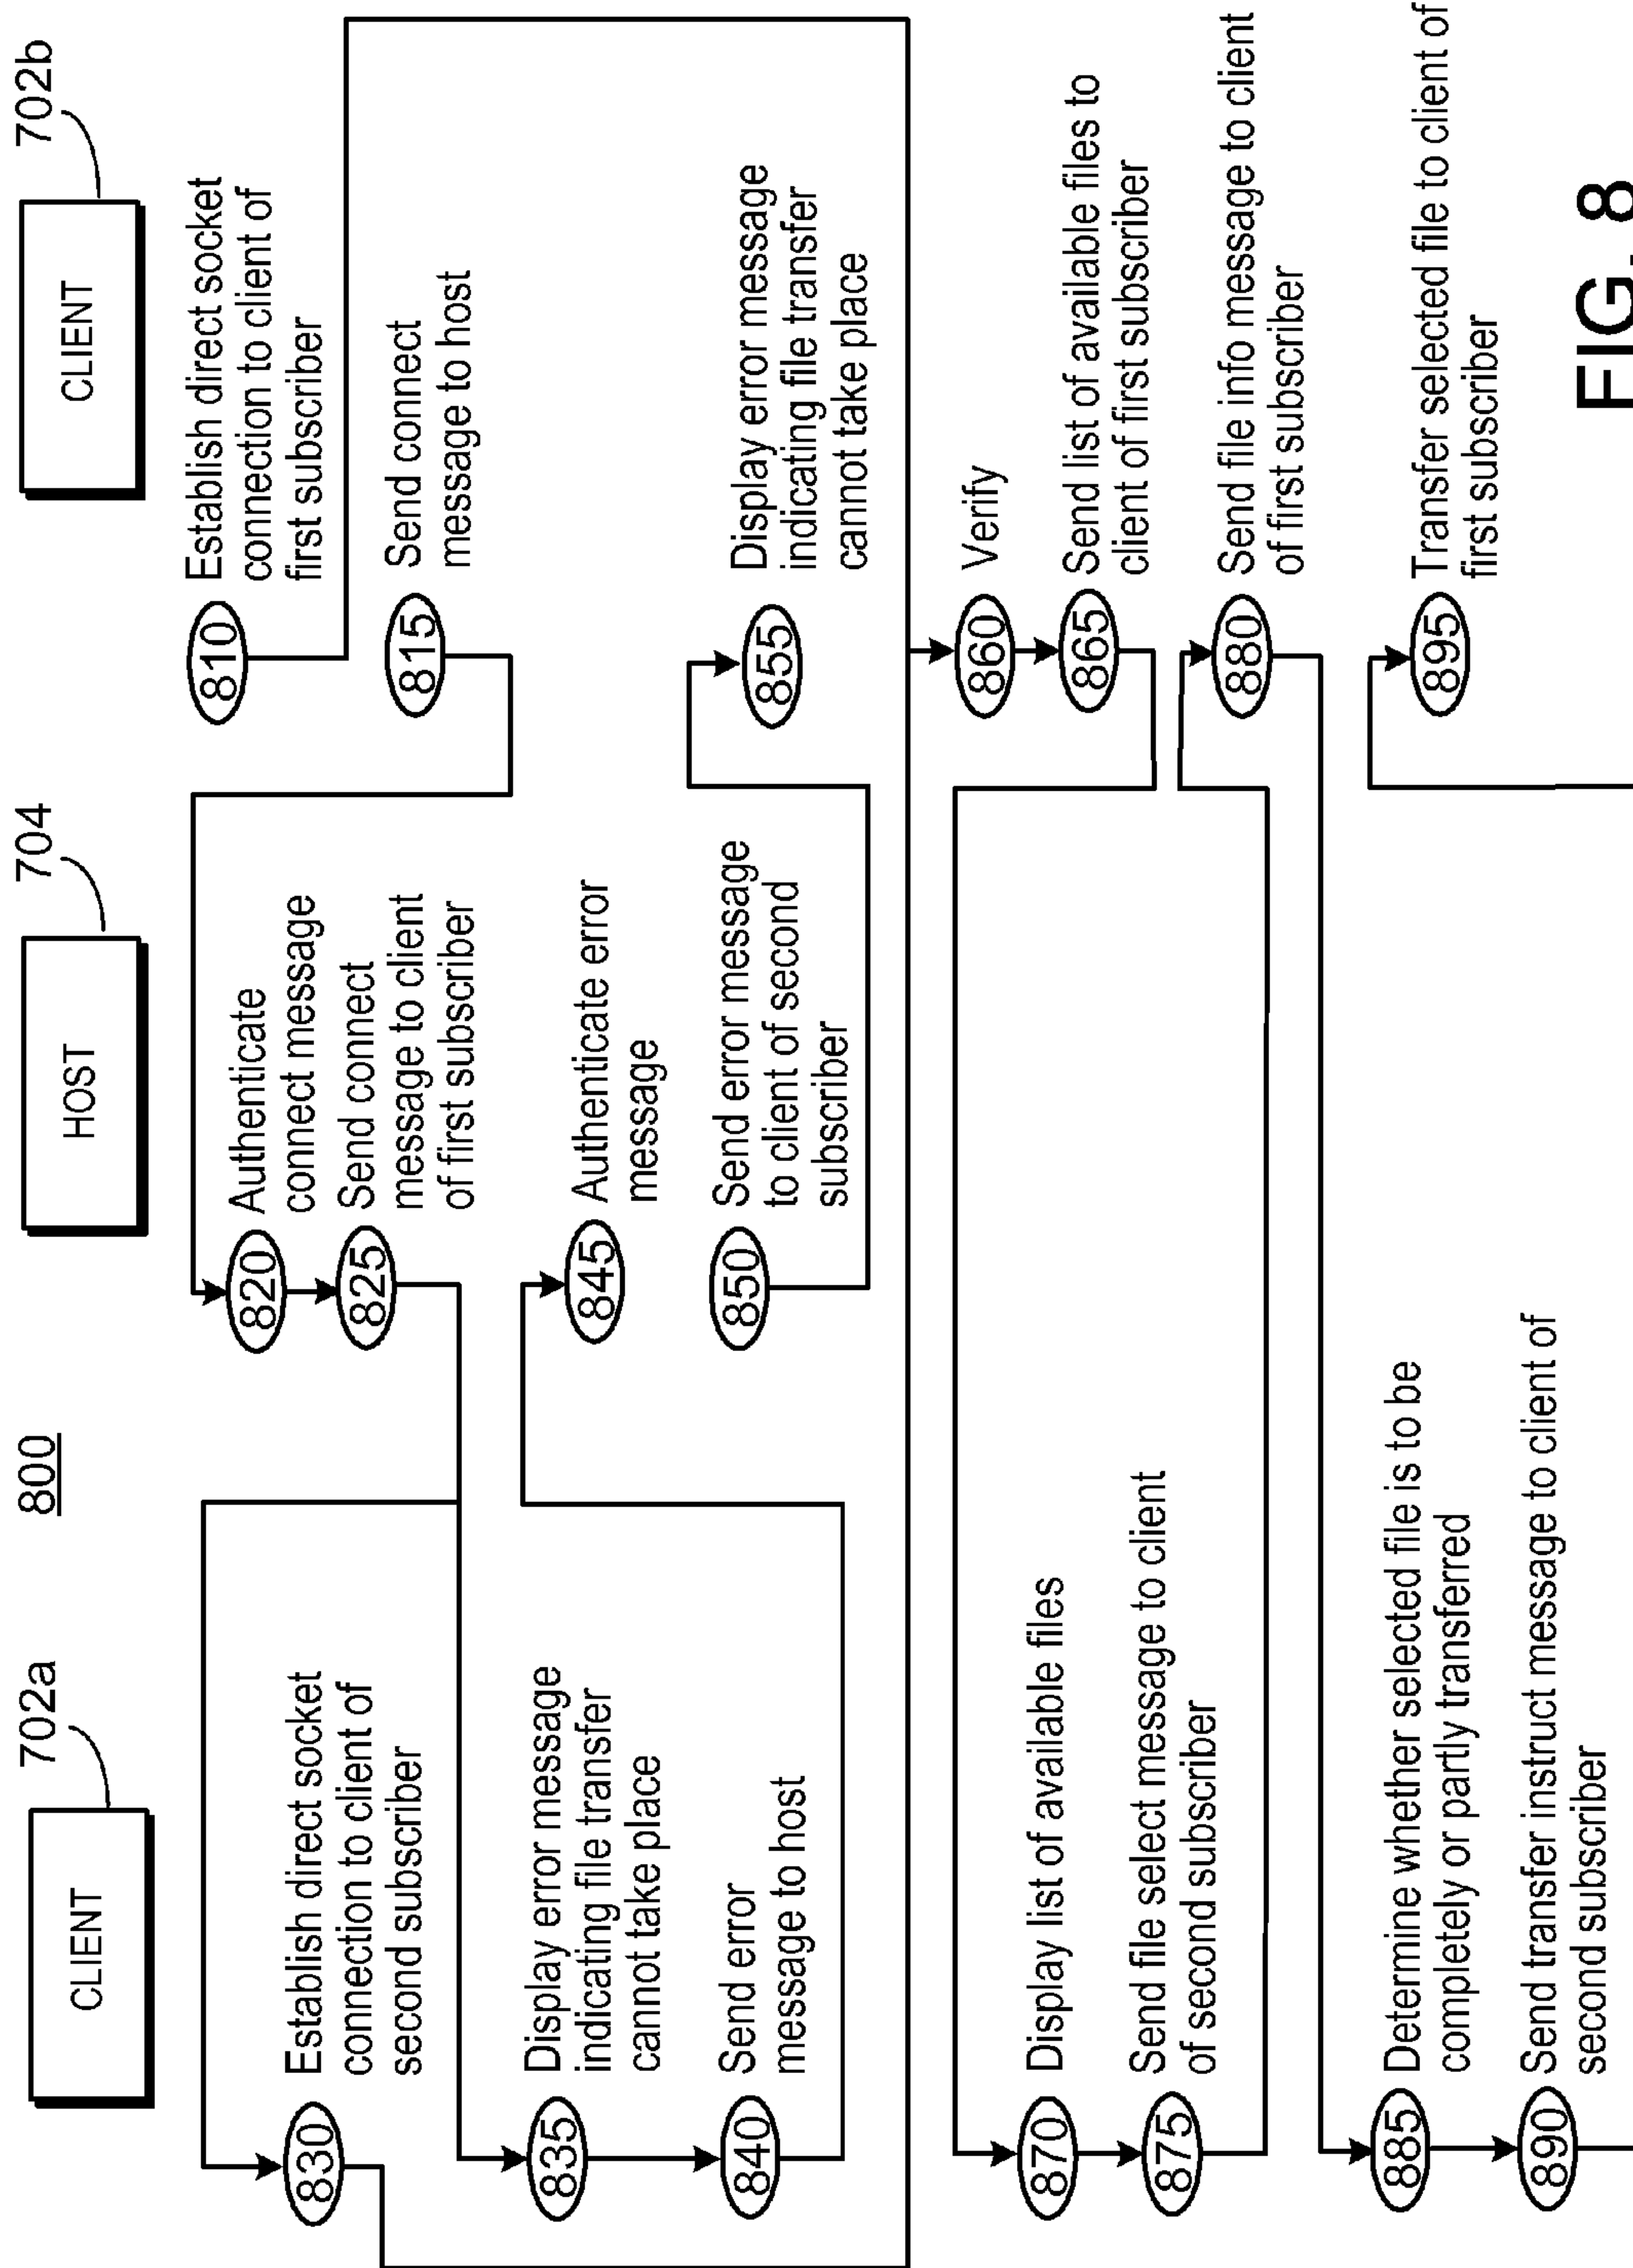 800
702a
CLIENT
704
HOST
702b
CLIENT
810
Establish direct socket
connection to client of
first subscriber
815
Send connect
message to host
820
Authenticate
connect message
825
Send connect
message to client
of first subscriber
830
Establish direct socket
connection to client of
second subscriber
835
Display error message
indicating file transfer
cannot take place
840
Send error
message to host
845
Authenticate error
message
850
Send error message
to client of second
subscriber
855
Display error message
indicating file transfer
cannot take place
860
Verify
865
Send list of available files to
client of first subscriber
870
Display list of available files
875
Send file select message to client
of second subscriber
880
Send file info message to client
of first subscriber
885
Determine whether selected file is to be
completely or partly transferred
890
Send transfer instruct message to client of
second subscriber
895
Transfer selected file to client of
first subscriber
FIG. 8